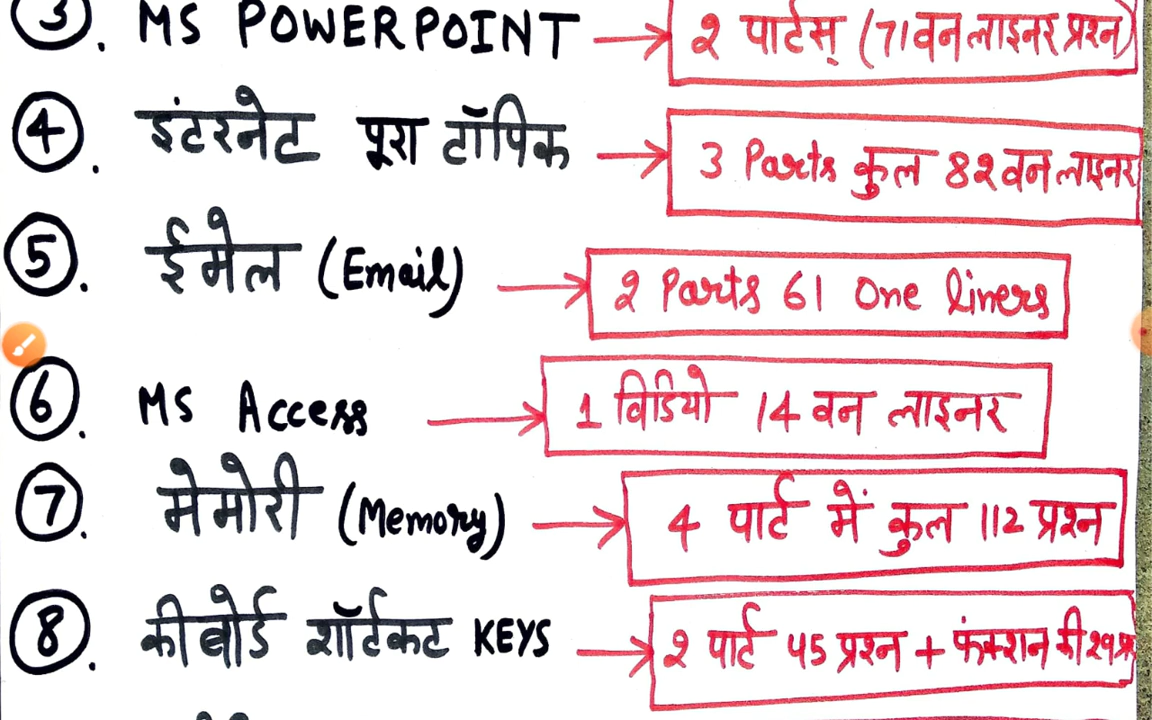 3. MS POWERPOINT → २ पार्टस् (71 वन लाइनर प्रश्न)
4. इंटरनेट पूरा टॉपिक → 3 Parts कुल 8२ वन लाइनर
5. ईमेल (Email) → २ Parts 61 One liners
6. MS Access → 1 विडियो 14 वन लाइनर
7. मेमोरी (Memory) → 4 पार्ट में कुल 112 प्रश्न
8. कीबोर्ड शॉर्टकट KEYS → २ पार्ट 45 प्रश्न + फंक्शन की